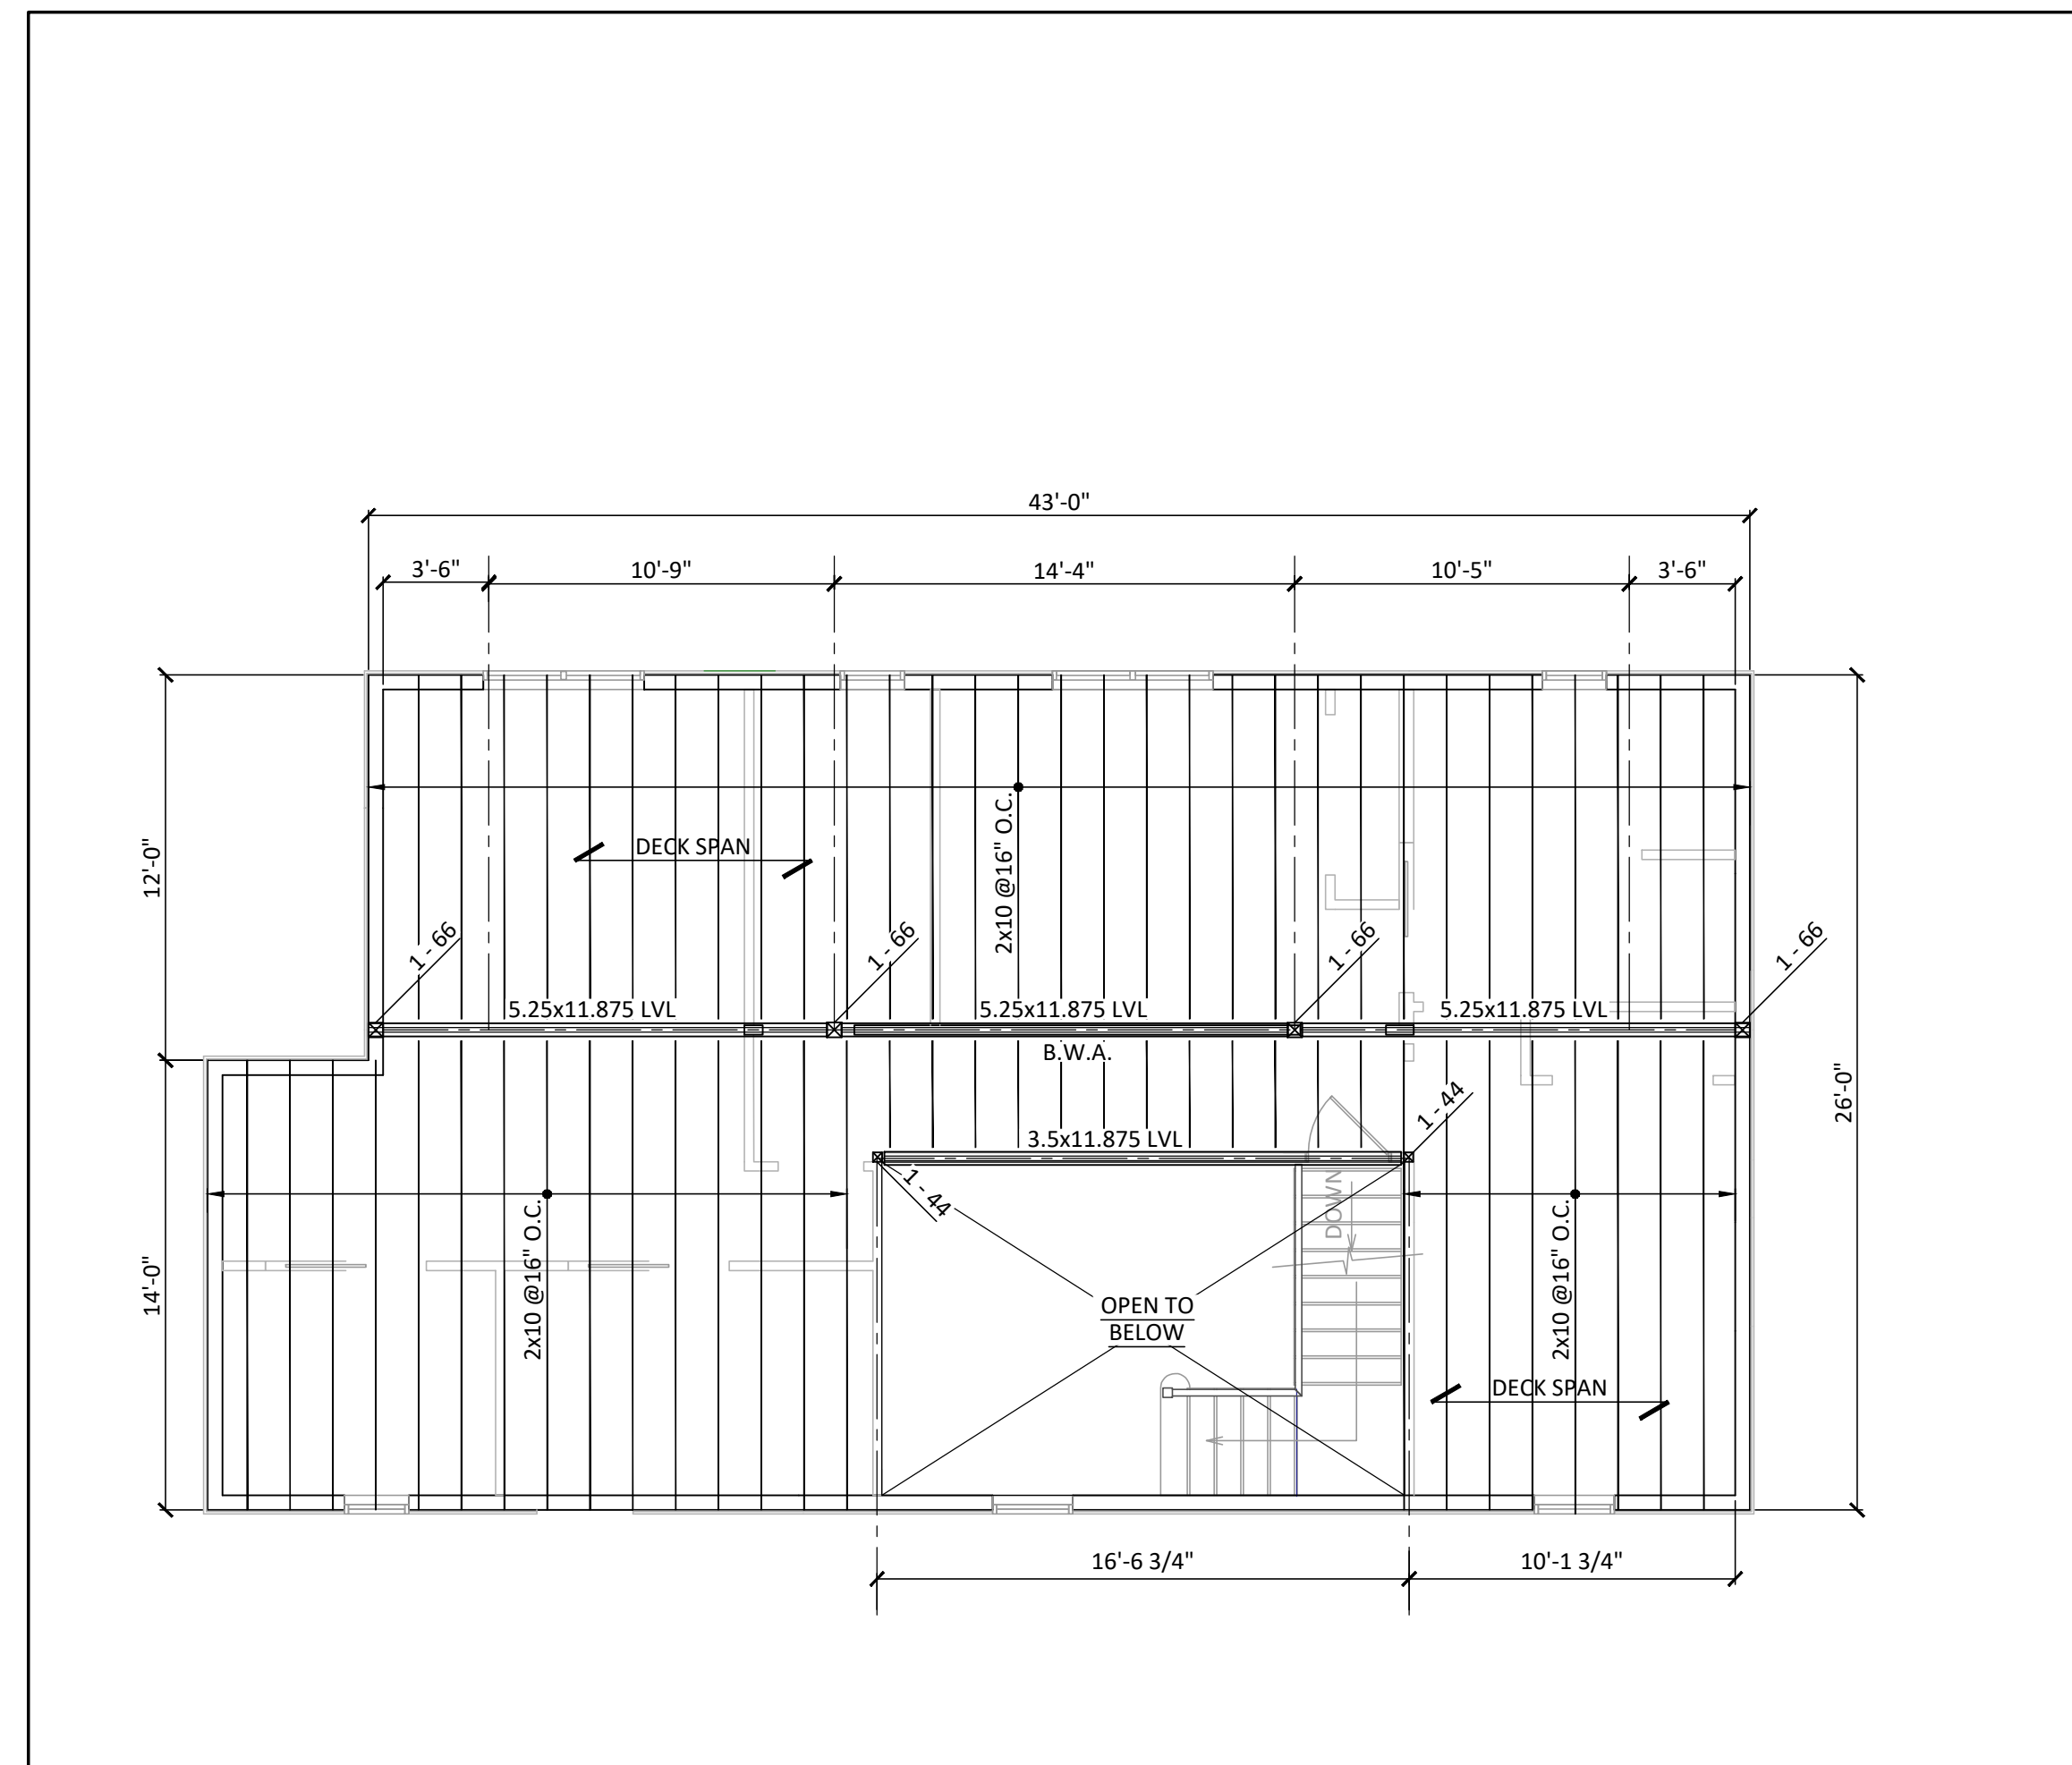 43'-0"
3'-6"
10'-9"
14'-4"
10'-5"
3'-6"
12'-0"
DECK SPAN
2x10 @16" O.C.
1 - 66
1 - 66
1 - 66
1 - 66
5.25x11.875 LVL
5.25x11.875 LVL
5.25x11.875 LVL
B.W.A.
26'-0"
1 - 44
3.5x11.875 LVL
1 - 44
DOWN
14'-0"
2x10 @16" O.C.
2x10 @16" O.C.
OPEN TO
BELOW
DECK SPAN
16'-6 3/4"
10'-1 3/4"